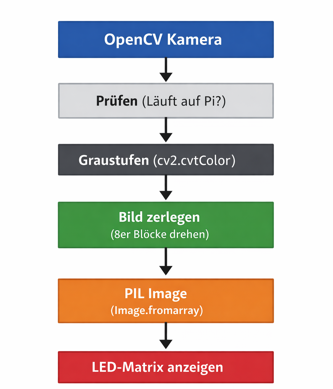 OpenCV Kamera
Prüfen (Läuft auf Pi?)
Graustufen (cv2.cvtColor)
Bild zerlegen
(8er Blöcke drehen)
PIL Image
(Image.fromarray)
LED-Matrix anzeigen